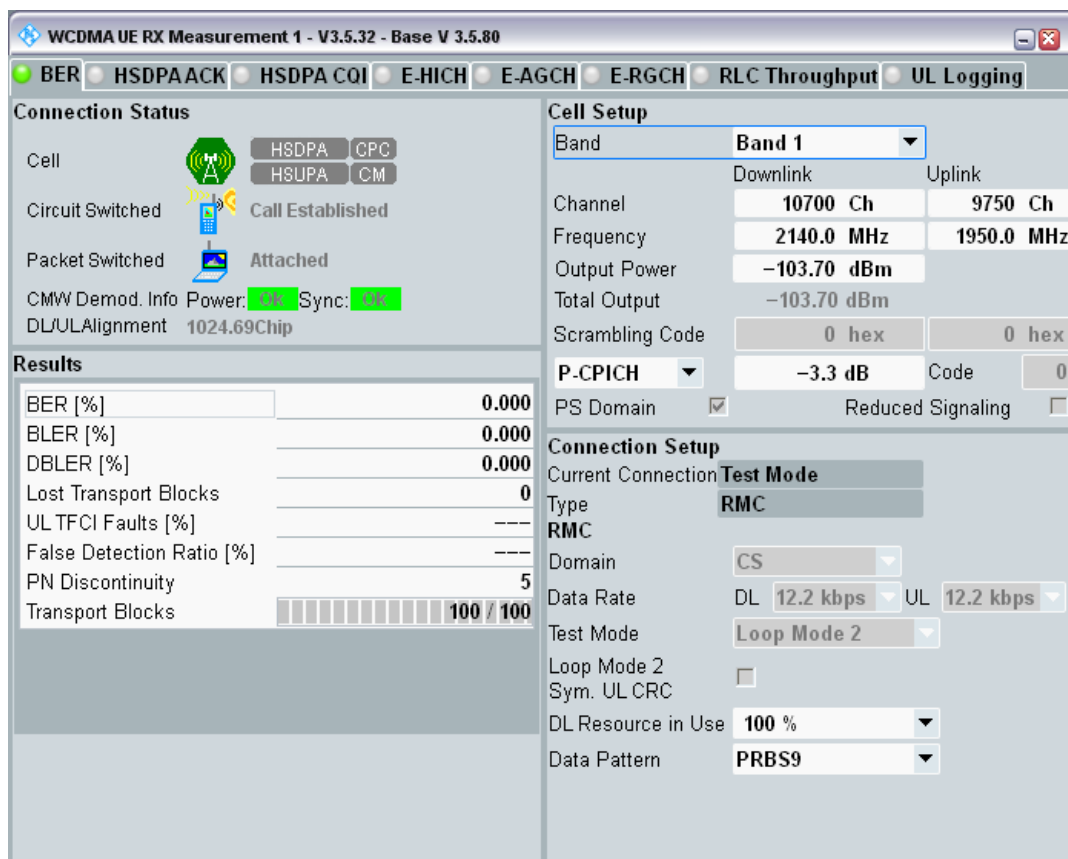 WCDMA UE RX Measurement 1 - V3.5.32 - Base V 3.5.80
BER HSDPA ACK HSDPA CQI E-HICH E-AGCH E-RGCH RLC Throughput UL Logging
Connection Status
Cell HSDPA CPC
HSUPA CM
Circuit Switched Call Established
Packet Switched Attached
CMW Demod. Info Power: Ok Sync: Ok
DL/ULAlignment 1024.69Chip
Results
BER [%] 0.000
BLER [%] 0.000
DBLER [%] 0.000
Lost Transport Blocks 0
UL TFCI Faults [%] ---
False Detection Ratio [%] ---
PN Discontinuity 5
Transport Blocks 100 / 100
Cell Setup
Band Band 1
Downlink Uplink
Channel 10700 Ch 9750 Ch
Frequency 2140.0 MHz 1950.0 MHz
Output Power −103.70 dBm
Total Output −103.70 dBm
Scrambling Code 0 hex 0 hex
P-CPICH −3.3 dB Code 0
PS Domain Reduced Signaling
Connection Setup
Current Connection Test Mode
Type RMC
RMC
Domain CS
Data Rate DL 12.2 kbps UL 12.2 kbps
Test Mode Loop Mode 2
Loop Mode 2
Sym. UL CRC
DL Resource in Use 100 %
Data Pattern PRBS9